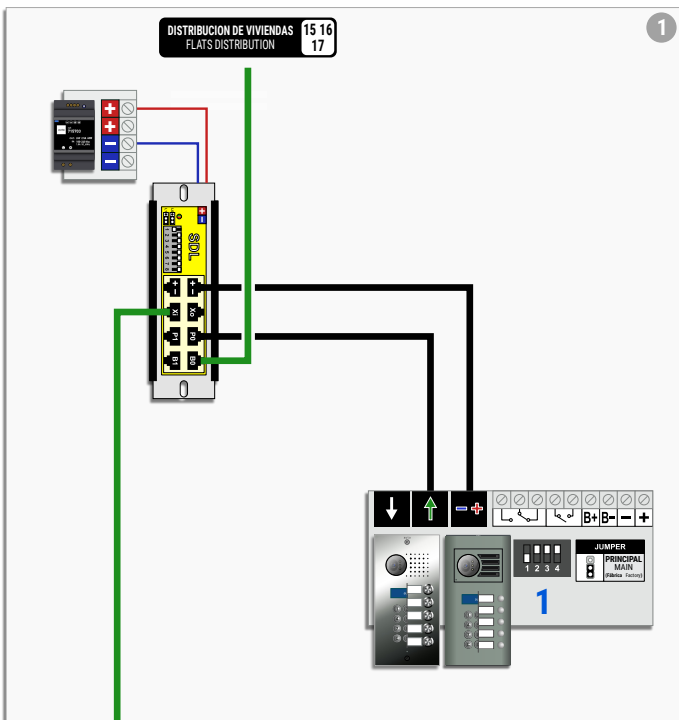 DISTRIBUCION DE VIVIENDAS
FLATS DISTRIBUTION
15 16
17
1
+
+
−
−
SDL
+
−
+ −
+ −
Xi
Xo
P1
P0
B1
B0
− +
B+ B- − +
1 2 3 4
1
JUMPER
PRINCIPAL
MAIN
(Fábrica Factory)